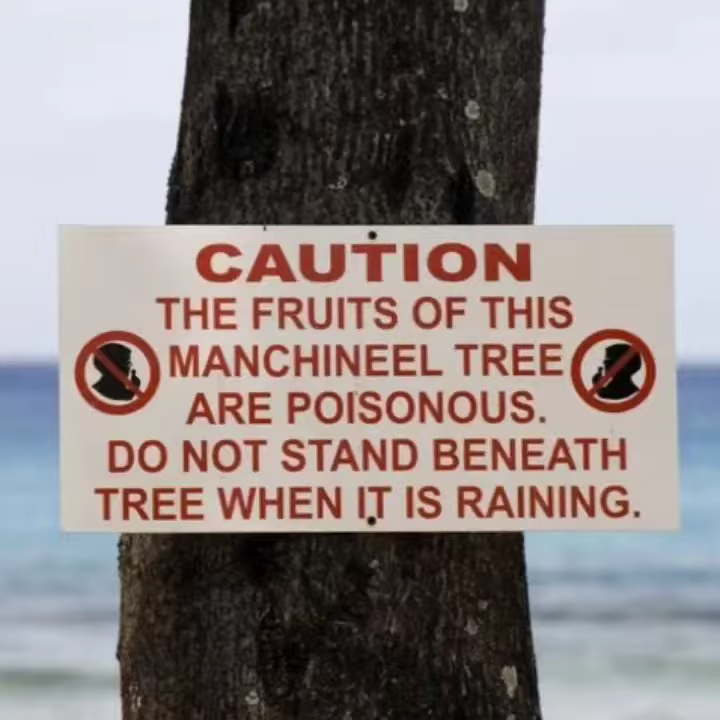 CAUTION
THE FRUITS OF THIS
MANCHINEEL TREE
ARE POISONOUS.
DO NOT STAND BENEATH
TREE WHEN IT IS RAINING.